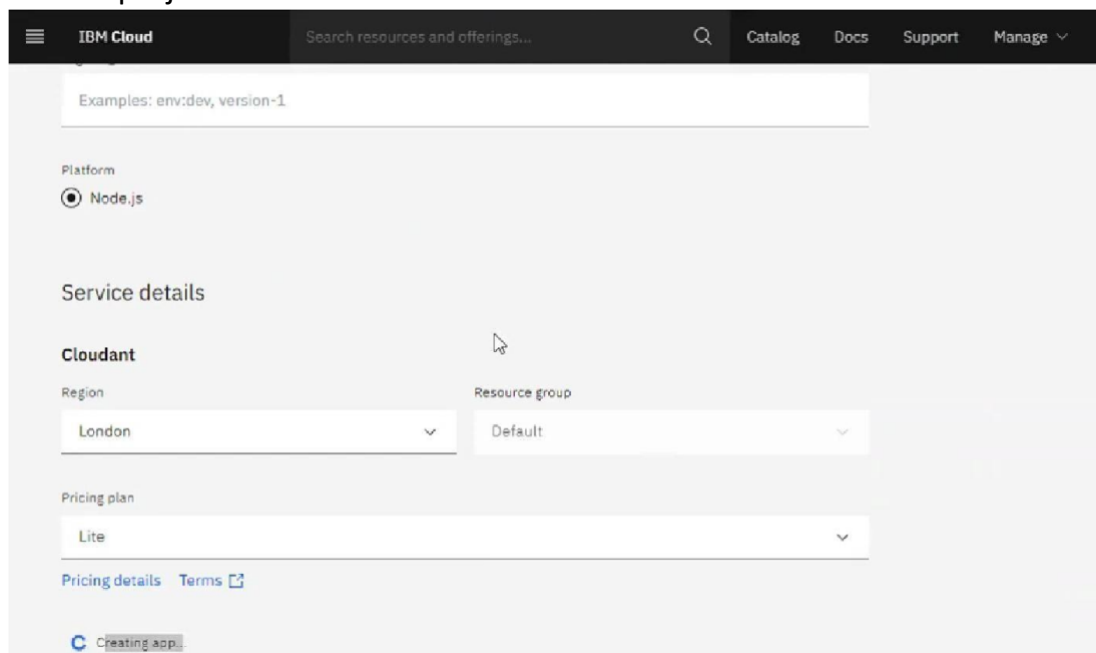 IBM Cloud Search resources and offerings... Catalog Docs Support Manage
Examples: env:dev, version-1
Platform
Node.js
Service details
Cloudant
Region Resource group
London Default
Pricing plan
Lite
Pricing details Terms
Creating app...